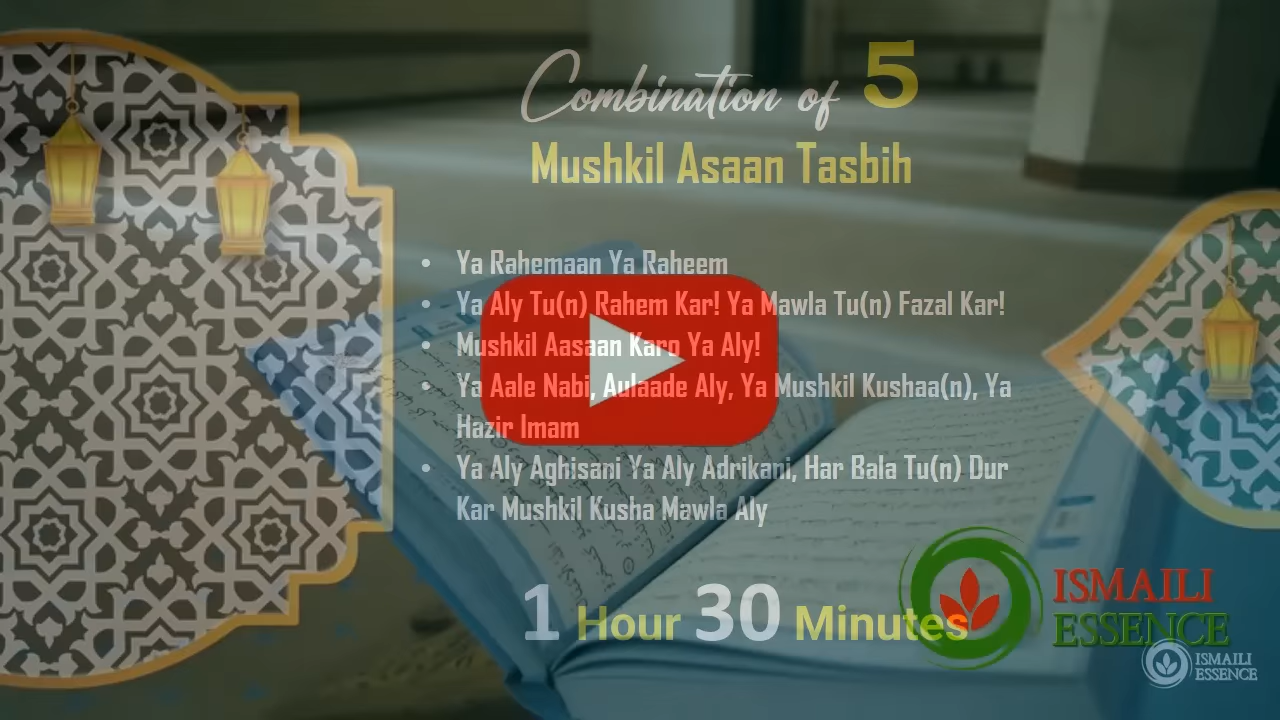 Combination of 5
Mushkil Asaan Tasbih
• Ya Rahemaan Ya Raheem
• Ya Aly Tu(n) Rahem Kar! Ya Mawla Tu(n) Fazal Kar!
• Mushkil Aasaan Karo Ya Aly!
• Ya Aale Nabi, Aulaade Aly, Ya Mushkil Kushaa(n), Ya
Hazir Imam
• Ya Aly Aghisani Ya Aly Adrikani, Har Bala Tu(n) Dur
Kar Mushkil Kusha Mawla Aly
1 Hour 30 Minutes
ISMAILI
ESSENCE
ISMAILI
ESSENCE